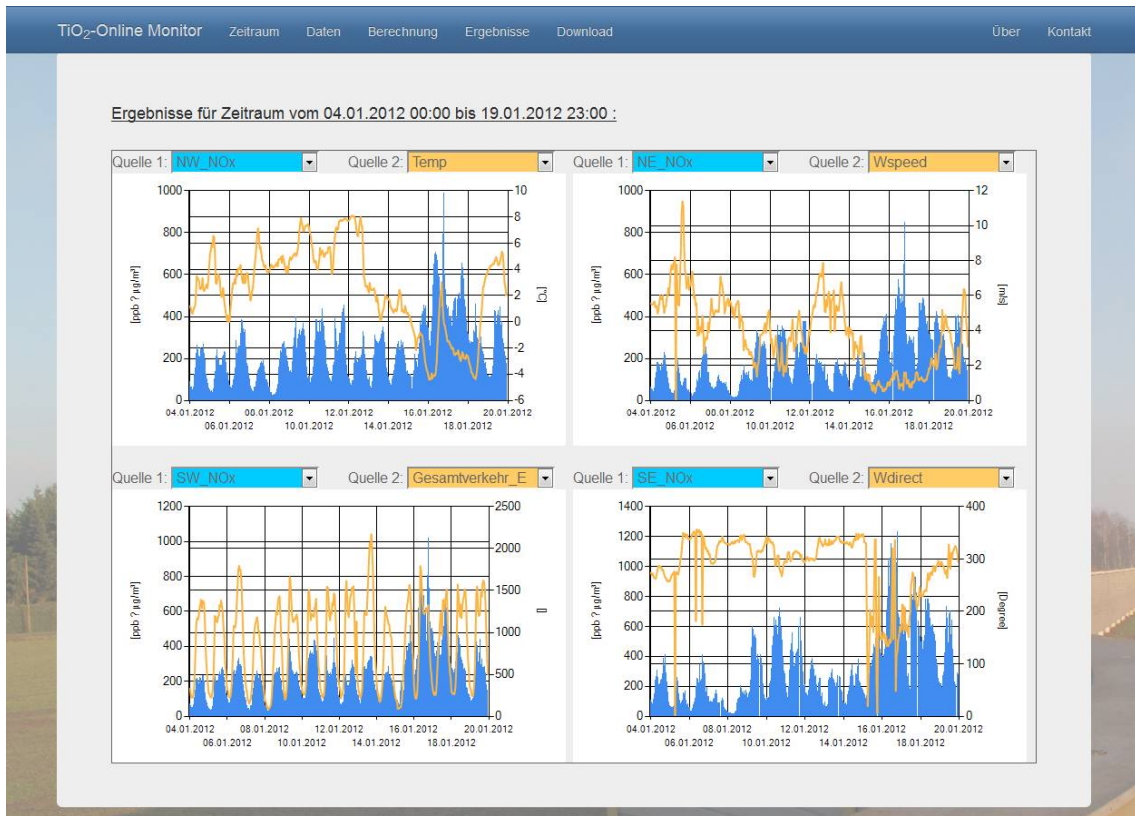 TiO2-Online Monitor Zeitraum Daten Berechnung Ergebnisse Download Über Kontakt
Ergebnisse für Zeitraum vom 04.01.2012 00:00 bis 19.01.2012 23:00 :
Quelle 1: NW_NOx Quelle 2: Temp
1000 800 600 400 200 0
[ppb ? µg/m³]
10 8 6 4 2 0 -2 -4 -6
[°C]
04.01.2012 08.01.2012 12.01.2012 16.01.2012 20.01.2012
06.01.2012 10.01.2012 14.01.2012 18.01.2012
Quelle 1: NE_NOx Quelle 2: Wspeed
1000 800 600 400 200 0
[ppb ? µg/m³]
12 10 8 6 4 2 0
[m/s]
04.01.2012 08.01.2012 12.01.2012 16.01.2012 20.01.2012
06.01.2012 10.01.2012 14.01.2012 18.01.2012
Quelle 1: SW_NOx Quelle 2: Gesamtverkehr_E
1200 1000 800 600 400 200 0
[ppb ? µg/m³]
2500 2000 1500 1000 500 0
[]
04.01.2012 08.01.2012 12.01.2012 16.01.2012 20.01.2012
06.01.2012 10.01.2012 14.01.2012 18.01.2012
Quelle 1: SE_NOx Quelle 2: Wdirect
1400 1200 1000 800 600 400 200 0
[ppb ? µg/m³]
400 300 200 100 0
[Degree]
04.01.2012 08.01.2012 12.01.2012 16.01.2012 20.01.2012
06.01.2012 10.01.2012 14.01.2012 18.01.2012